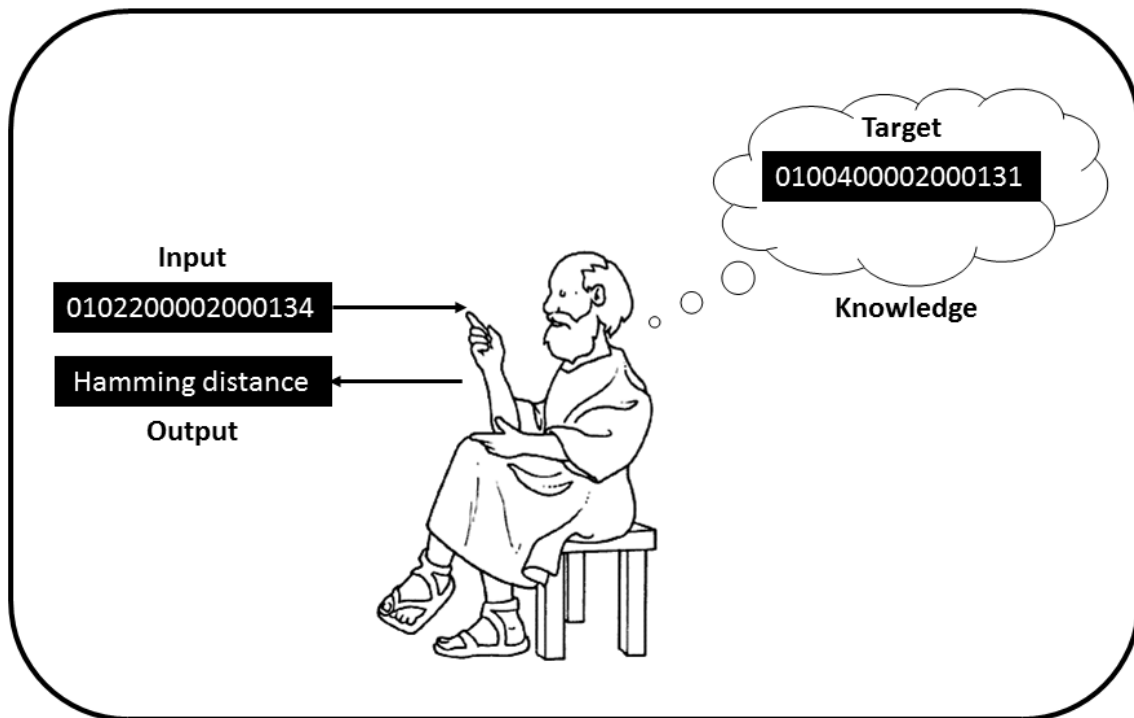 Target
0100400002000131
Knowledge
Input
0102200002000134
Hamming distance
Output